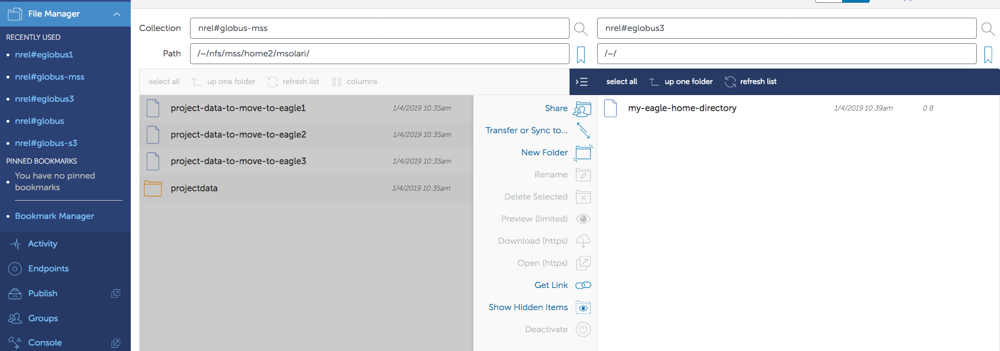 File Manager
RECENTLY USED
nrel#eglobus1
nrel#globus-mss
nrel#eglobus3
nrel#globus
nrel#globus-s3
PINNED BOOKMARKS
You have no pinned
bookmarks
Bookmark Manager
Activity
Endpoints
Publish
Groups
Console
Collection nrel#globus-mss
Path /~/nfs/mss/home2/msolari/
select all up one folder refresh list columns
project-data-to-move-to-eagle1 1/4/2019 10:35am
project-data-to-move-to-eagle2 1/4/2019 10:35am
project-data-to-move-to-eagle3 1/4/2019 10:35am
projectdata 1/4/2019 10:35am
Share
Transfer or Sync to...
New Folder
Rename
Delete Selected
Preview (limited)
Download (https)
Open (https)
Get Link
Show Hidden Items
Deactivate
nrel#eglobus3
/~/
select all up one folder refresh list
my-eagle-home-directory 1/4/2019 10:39am 0 B